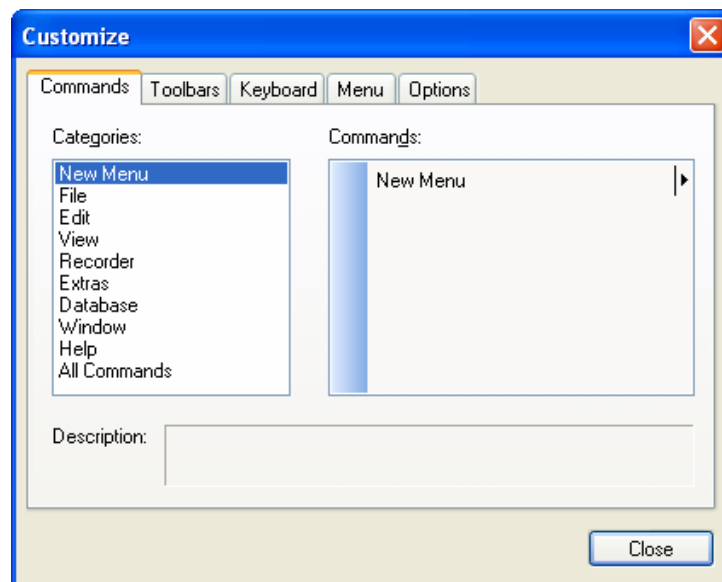 Customize
Commands Toolbars Keyboard Menu Options
Categories: Commands:
New Menu
File
Edit
View
Recorder
Extras
Database
Window
Help
All Commands
New Menu
Description:
Close